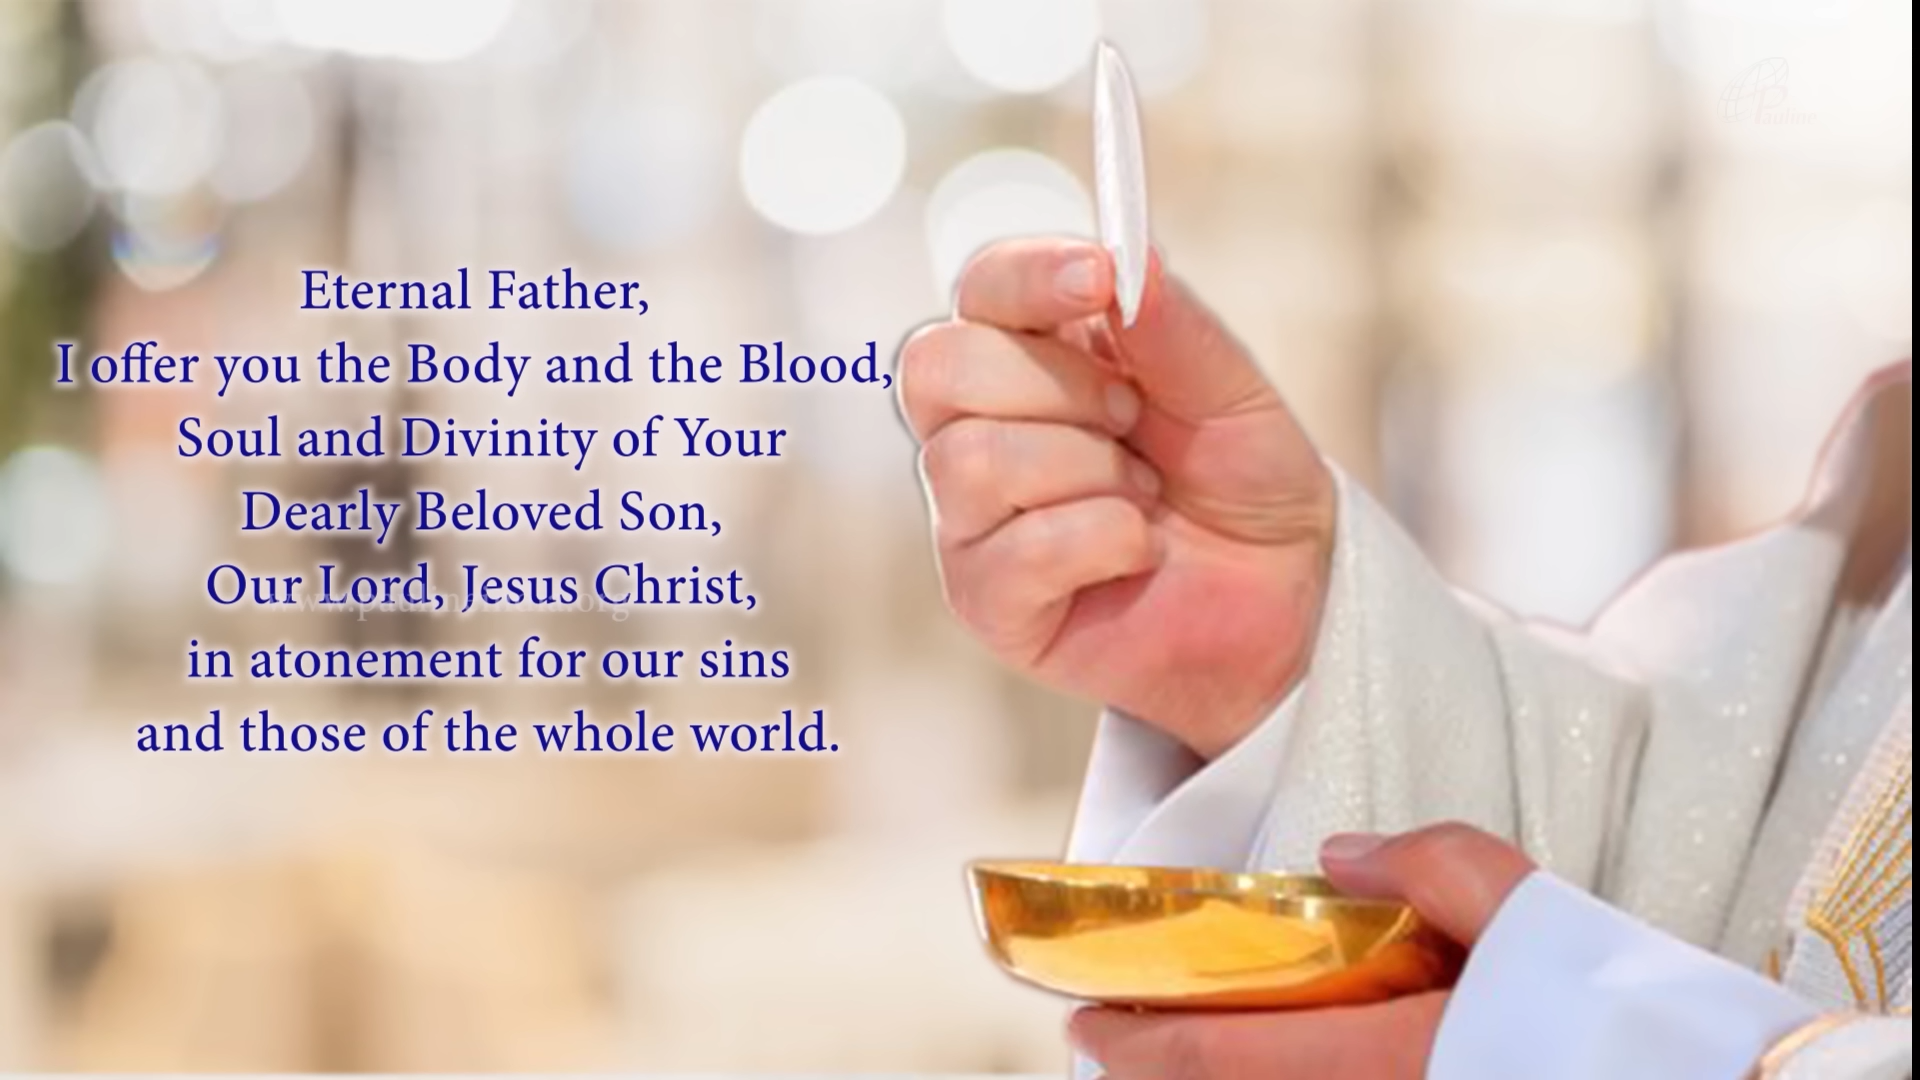 Eternal Father,
I offer you the Body and the Blood,
Soul and Divinity of Your
Dearly Beloved Son,
Our Lord, Jesus Christ,
in atonement for our sins
and those of the whole world.
Pauline